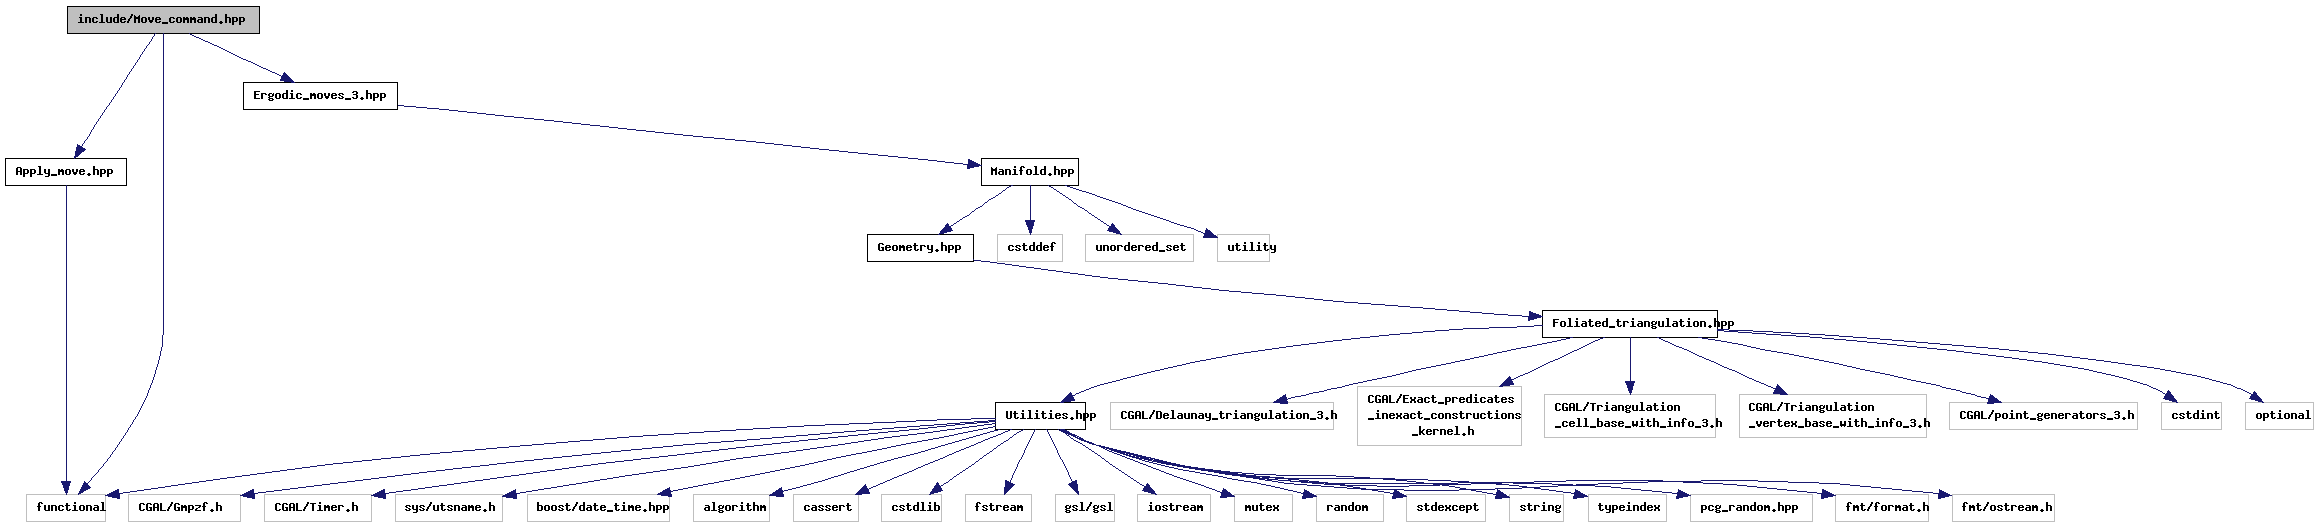 include/Move_command.hpp
Ergodic_moves_3.hpp
Apply_move.hpp
Manifold.hpp
Geometry.hpp
cstddef
unordered_set
utility
Foliated_triangulation.hpp
Utilities.hpp
CGAL/Delaunay_triangulation_3.h
CGAL/Exact_predicates
_inexact_constructions
_kernel.h
CGAL/Triangulation
_cell_base_with_info_3.h
CGAL/Triangulation
_vertex_base_with_info_3.h
CGAL/point_generators_3.h
cstdint
optional
functional
CGAL/Gmpzf.h
CGAL/Timer.h
sys/utsname.h
boost/date_time.hpp
algorithm
cassert
cstdlib
fstream
gsl/gsl
iostream
mutex
random
stdexcept
string
typeindex
pcg_random.hpp
fmt/format.h
fmt/ostream.h